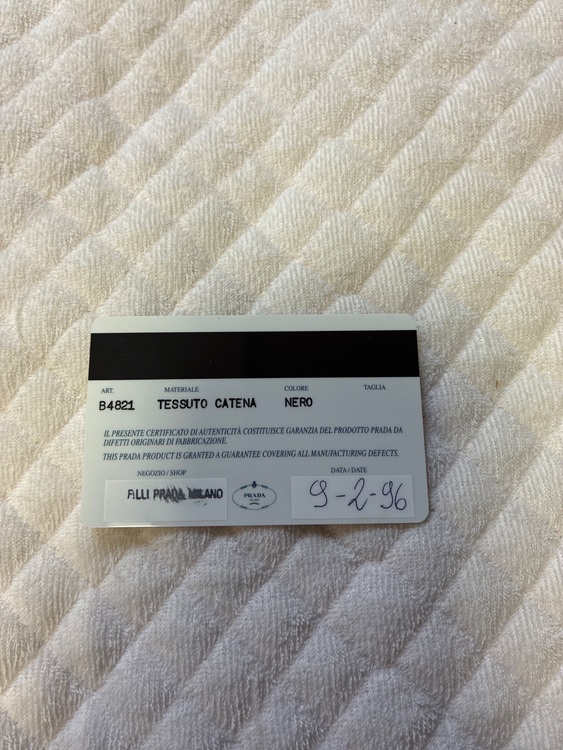 ART. MATERIALE COLORE TAGLIA
B4821 TESSUTO CATENA NERO
IL PRESENTE CERTIFICATO DI AUTENTICITÀ COSTITUISCE GARANZIA DEL PRODOTTO PRADA DA
DIFETTI ORIGINARI DI FABBRICAZIONE.
THIS PRADA PRODUCT IS GRANTED A GUARANTEE COVERING ALL MANUFACTURING DEFECTS.
NEGOZIO / SHOP DATA / DATE
F.LLI PRADA MILANO PRADA 9-2-96